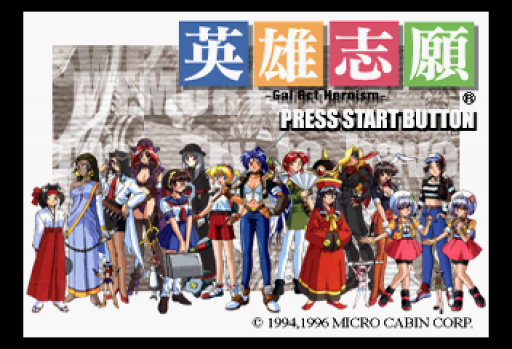 英雄志願
-Gal Act Heroism-
®
PRESS START BUTTON
© 1994,1996 MICRO CABIN CORP.